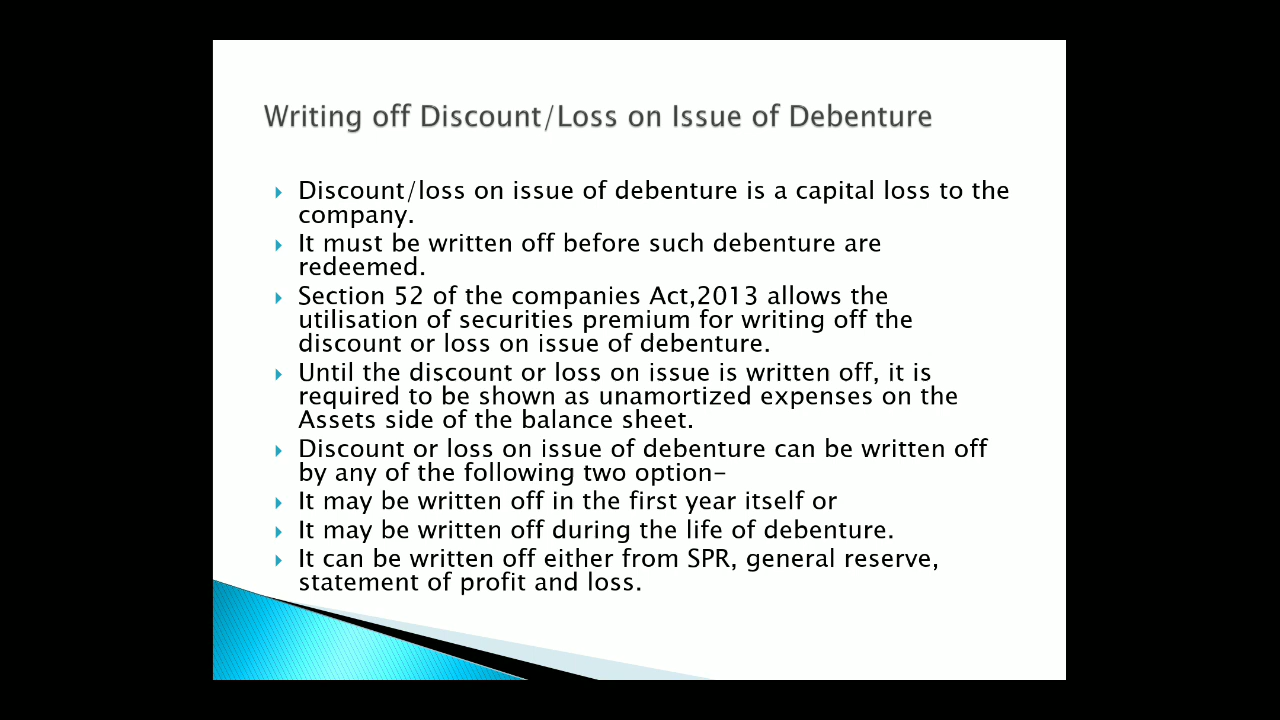 Writing off Discount/Loss on Issue of Debenture
Discount/loss on issue of debenture is a capital loss to the
company.
It must be written off before such debenture are
redeemed.
Section 52 of the companies Act,2013 allows the
utilisation of securities premium for writing off the
discount or loss on issue of debenture.
Until the discount or loss on issue is written off, it is
required to be shown as unamortized expenses on the
Assets side of the balance sheet.
Discount or loss on issue of debenture can be written off
by any of the following two option-
It may be written off in the first year itself or
It may be written off during the life of debenture.
It can be written off either from SPR, general reserve,
statement of profit and loss.